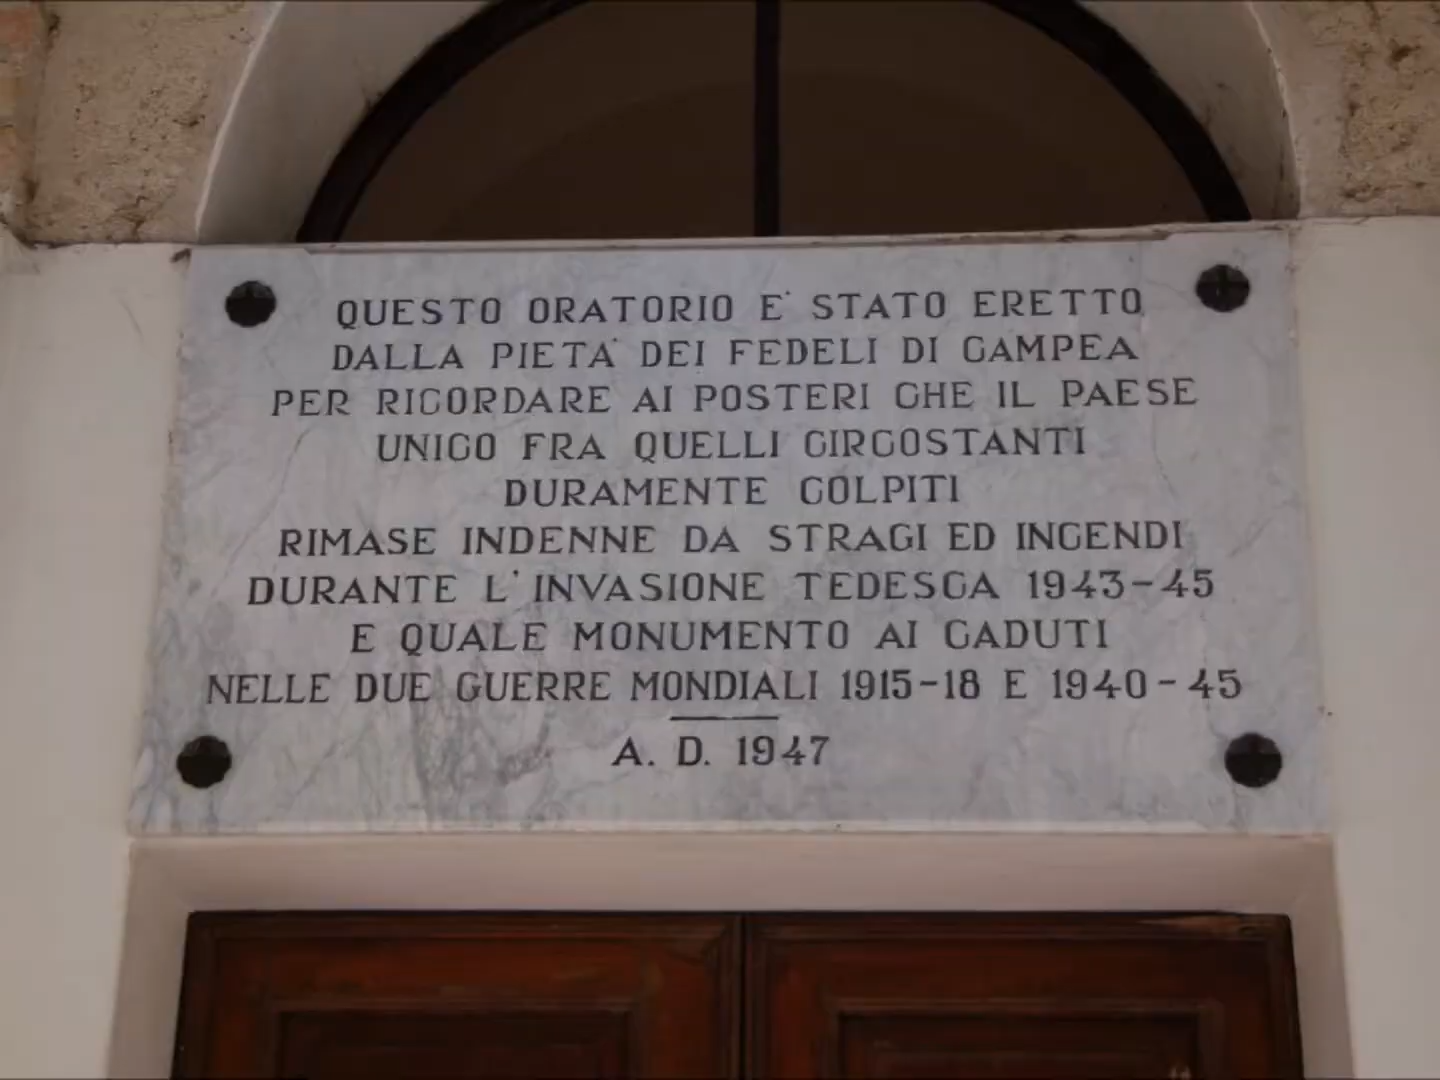 QUESTO ORATORIO E' STATO ERETTO
DALLA PIETA' DEI FEDELI DI CAMPEA
PER RICORDARE AI POSTERI CHE IL PAESE
UNICO FRA QUELLI CIRCOSTANTI
DURAMENTE COLPITI
RIMASE INDENNE DA STRAGI ED INCENDI
DURANTE L'INVASIONE TEDESCA 1943-45
E QUALE MONUMENTO AI CADUTI
NELLE DUE GUERRE MONDIALI 1915-18 E 1940-45
A. D. 1947